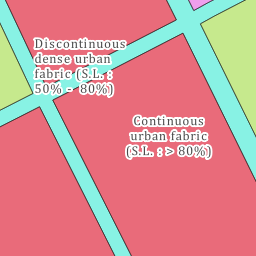 Discontinuous
dense urban
fabric (S.L. :
50% - 80%)
Continuous
urban fabric
(S.L. : > 80%)